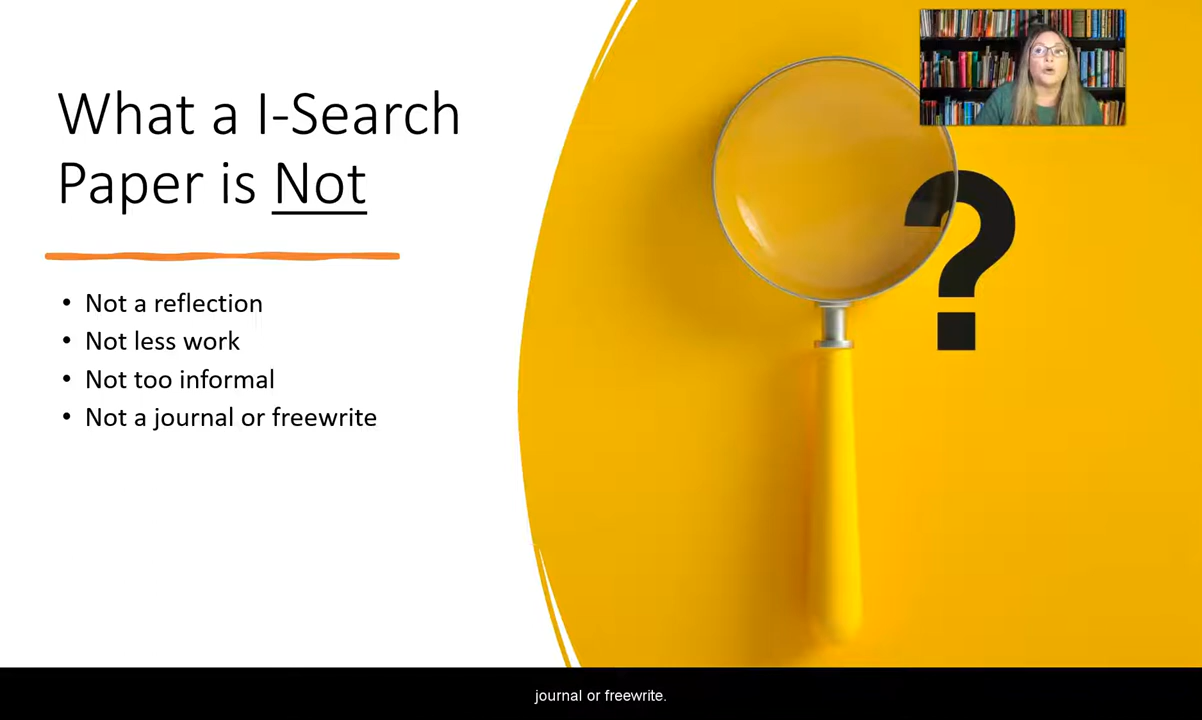 What a I-Search
Paper is Not
• Not a reflection
• Not less work
• Not too informal
• Not a journal or freewrite
?
journal or freewrite.